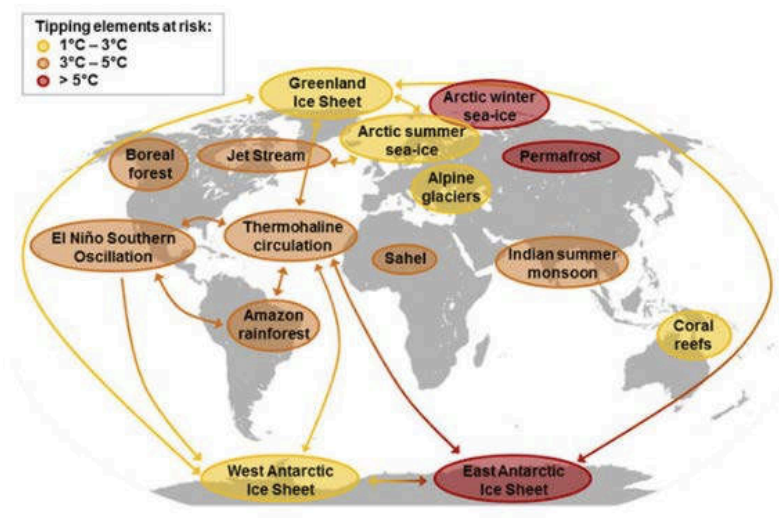 Tipping elements at risk:
1°C – 3°C
3°C – 5°C
> 5°C
Greenland
Ice Sheet
Arctic winter
sea-ice
Arctic summer
sea-ice
Boreal
forest
Jet Stream
Permafrost
Alpine
glaciers
El Niño Southern
Oscillation
Thermohaline
circulation
Sahel
Indian summer
monsoon
Amazon
rainforest
Coral
reefs
West Antarctic
Ice Sheet
East Antarctic
Ice Sheet